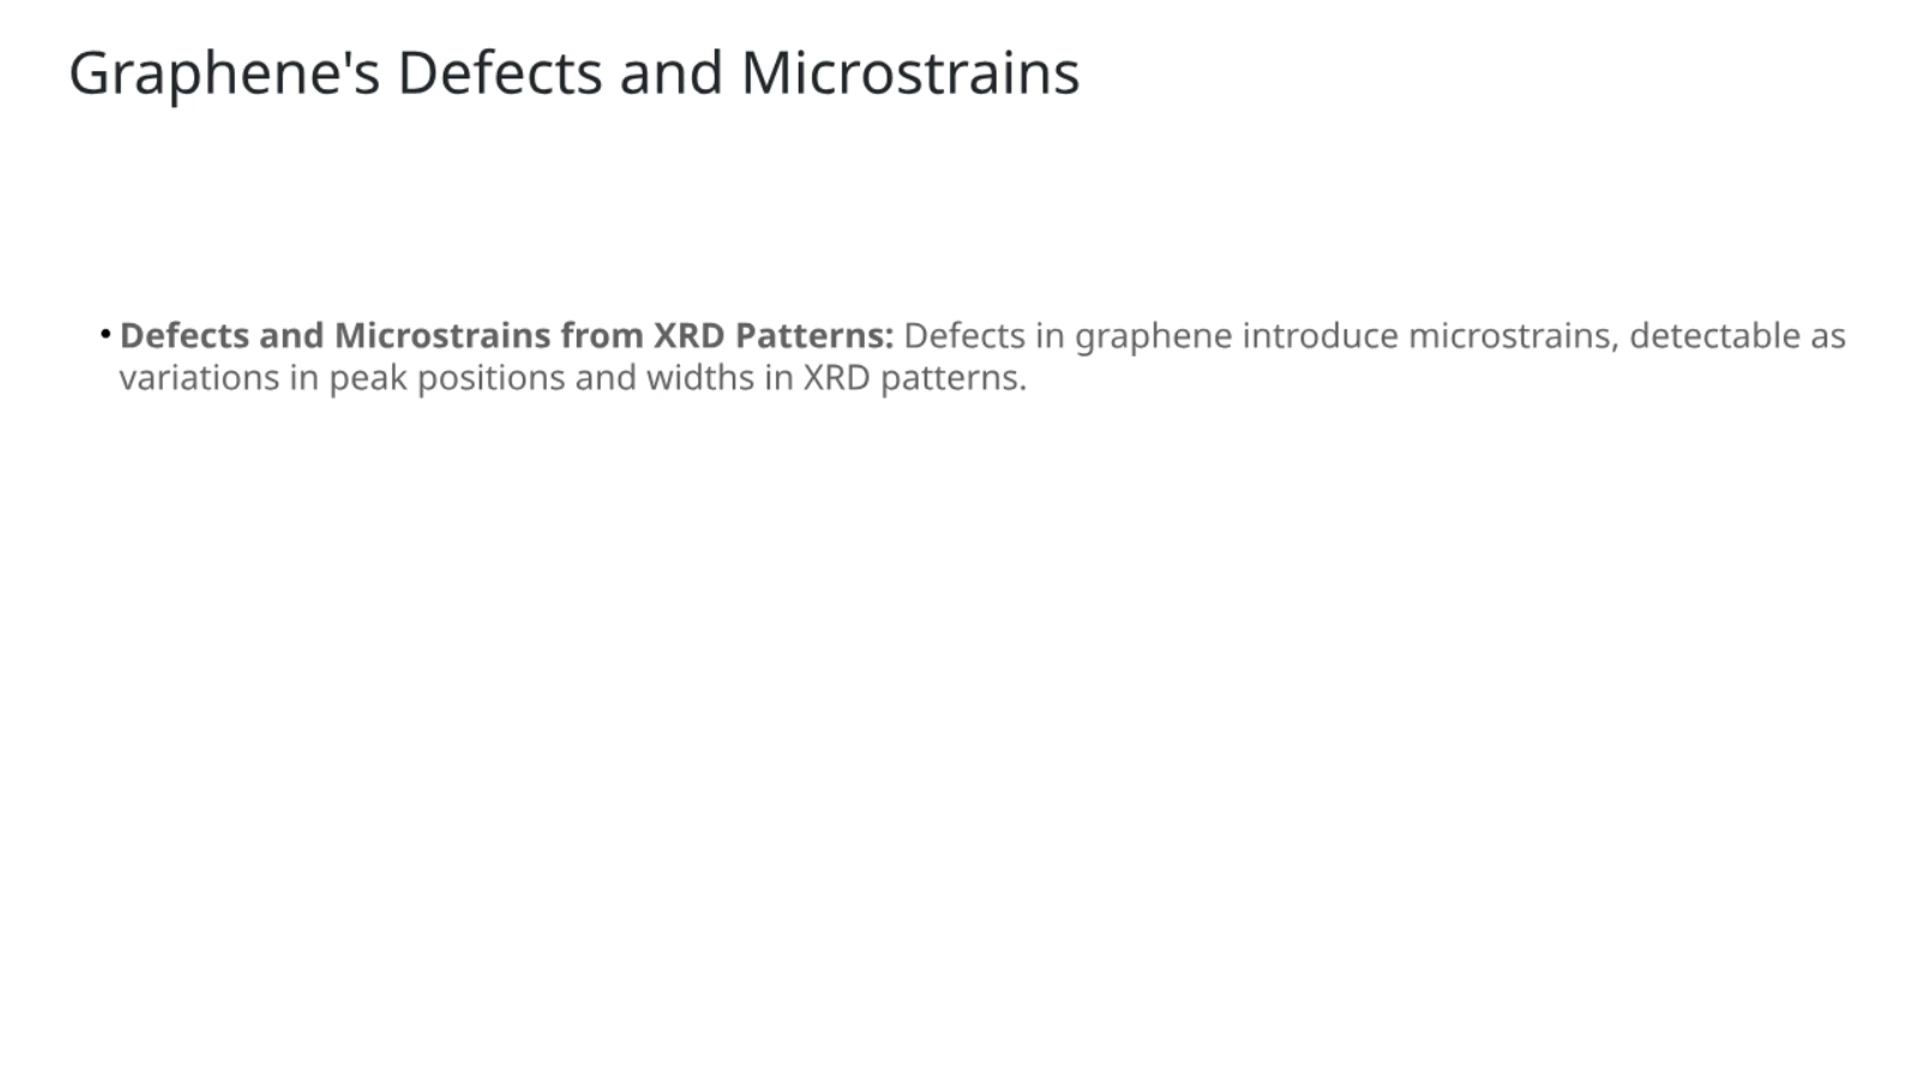 Graphene's Defects and Microstrains
• Defects and Microstrains from XRD Patterns: Defects in graphene introduce microstrains, detectable as
variations in peak positions and widths in XRD patterns.